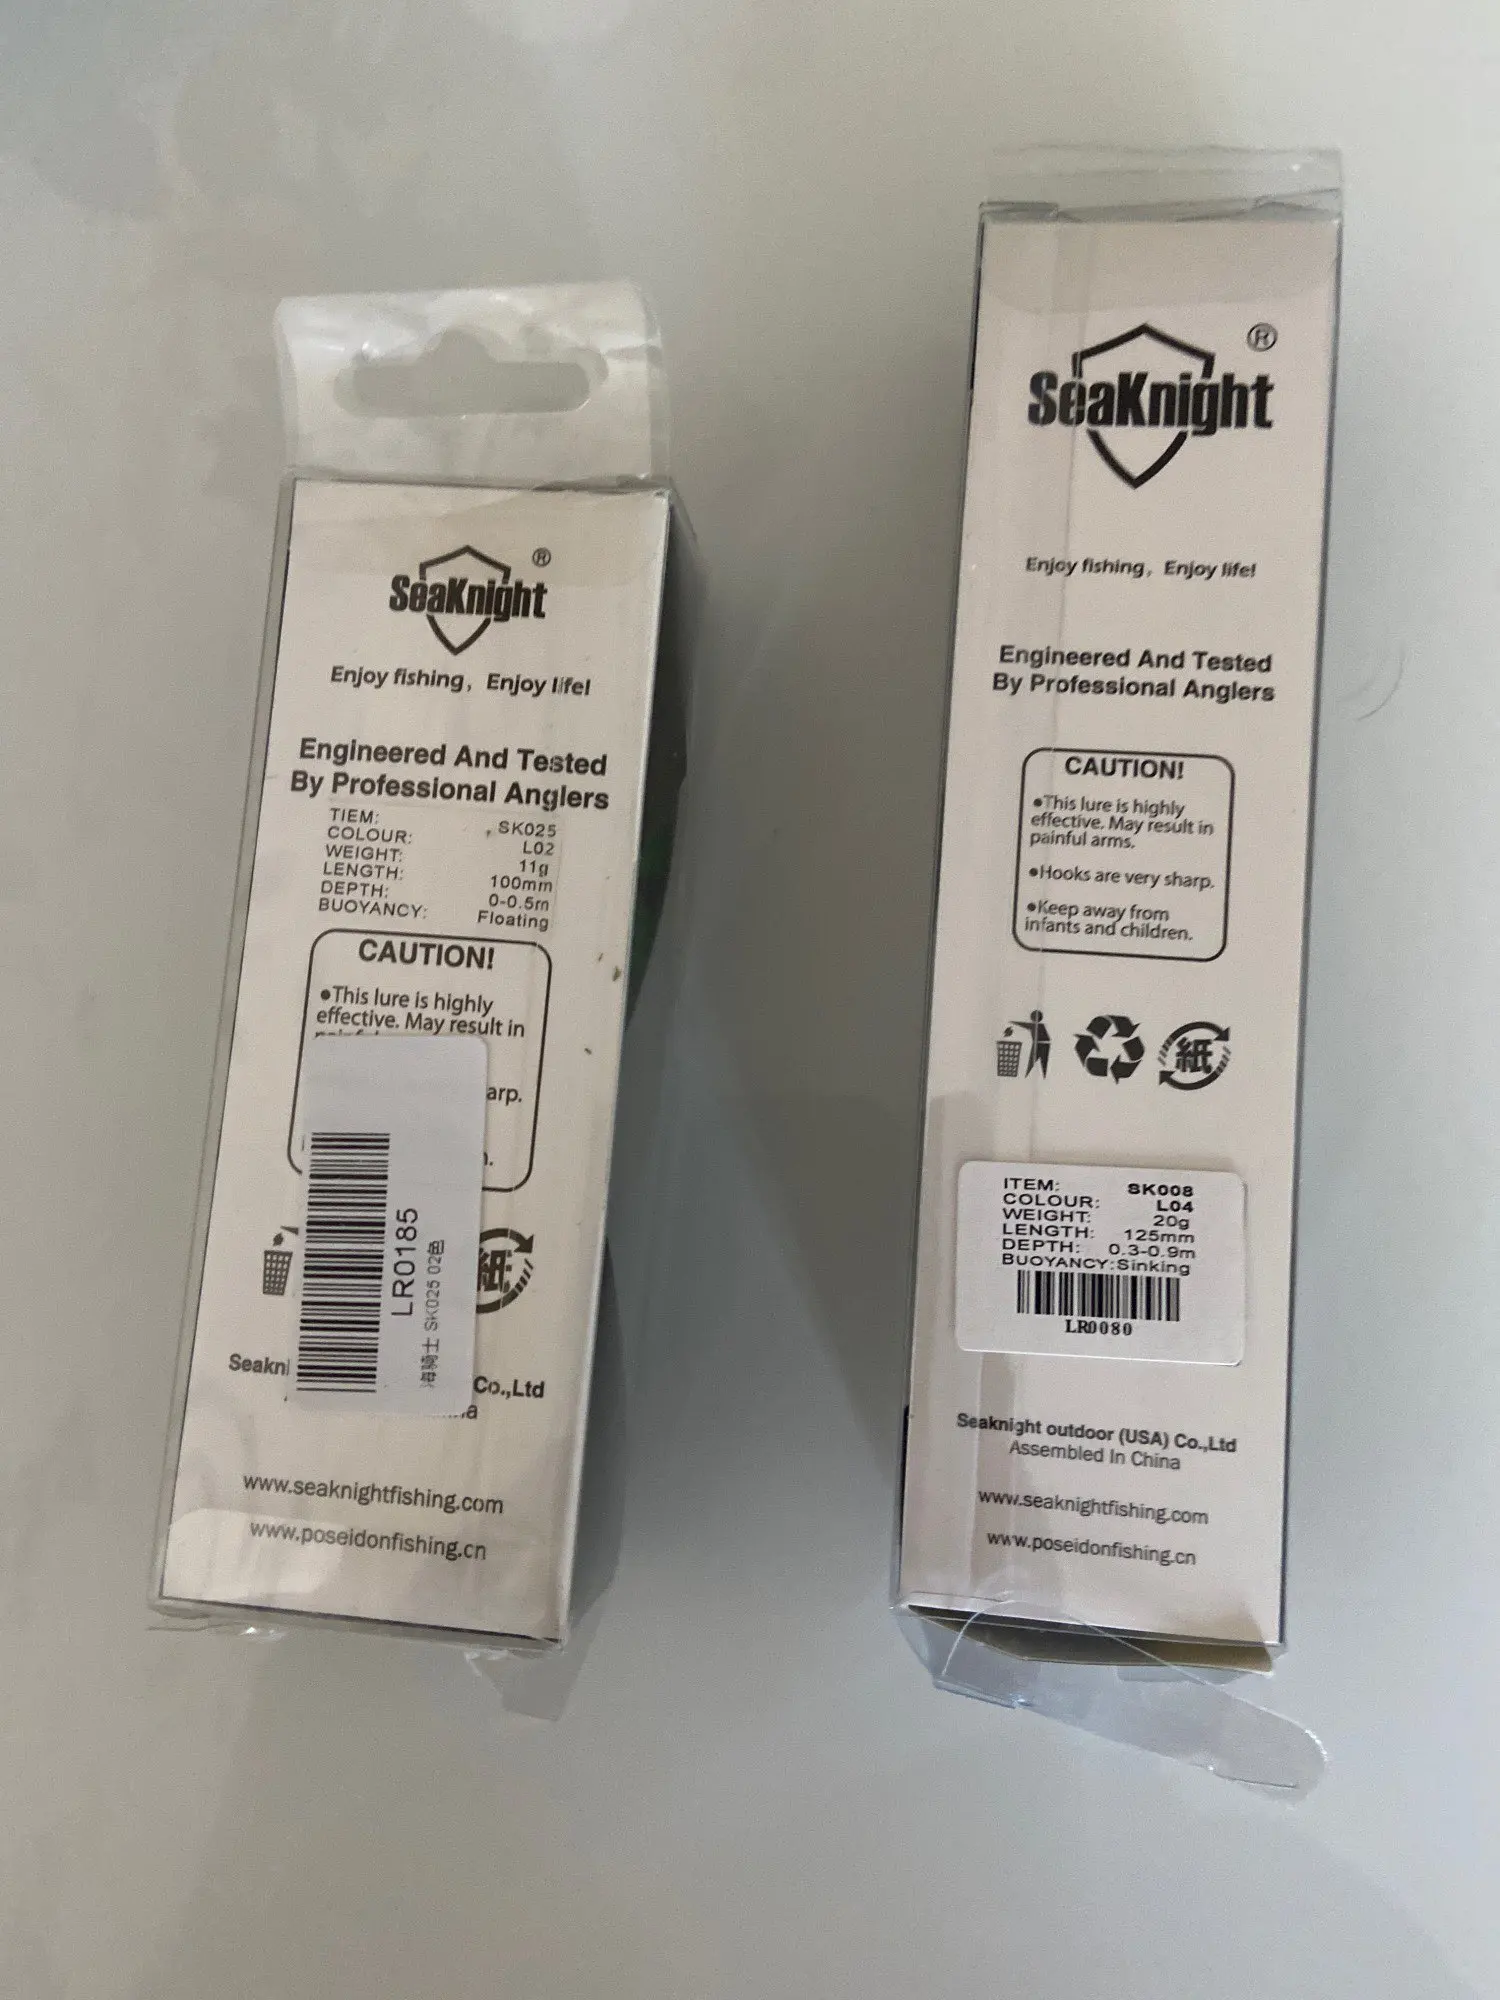 SeaKnight ®
Enjoy fishing, Enjoy life!
Engineered And Tested
By Professional Anglers
TIEM: SK025
COLOUR: L02
WEIGHT: 11g
LENGTH: 100mm
DEPTH: 0-0.5m
BUOYANCY: Floating
CAUTION!
●This lure is highly
effective. May result in
arp.
n.
LR0185
海騎士 SK025 02色
紙
Seakni Co.,Ltd
a
www.seaknightfishing.com
www.poseidonfishing.cn
SeaKnight ®
Enjoy fishing, Enjoy life!
Engineered And Tested
By Professional Anglers
CAUTION!
●This lure is highly
effective. May result in
painful arms.
●Hooks are very sharp.
●Keep away from
infants and children.
紙
ITEM: SK008
COLOUR: L04
WEIGHT: 20g
LENGTH: 125mm
DEPTH: 0.3-0.9m
BUOYANCY:Sinking
LR0080
Seaknight outdoor (USA) Co.,Ltd
Assembled In China
www.seaknightfishing.com
www.poseidonfishing.cn